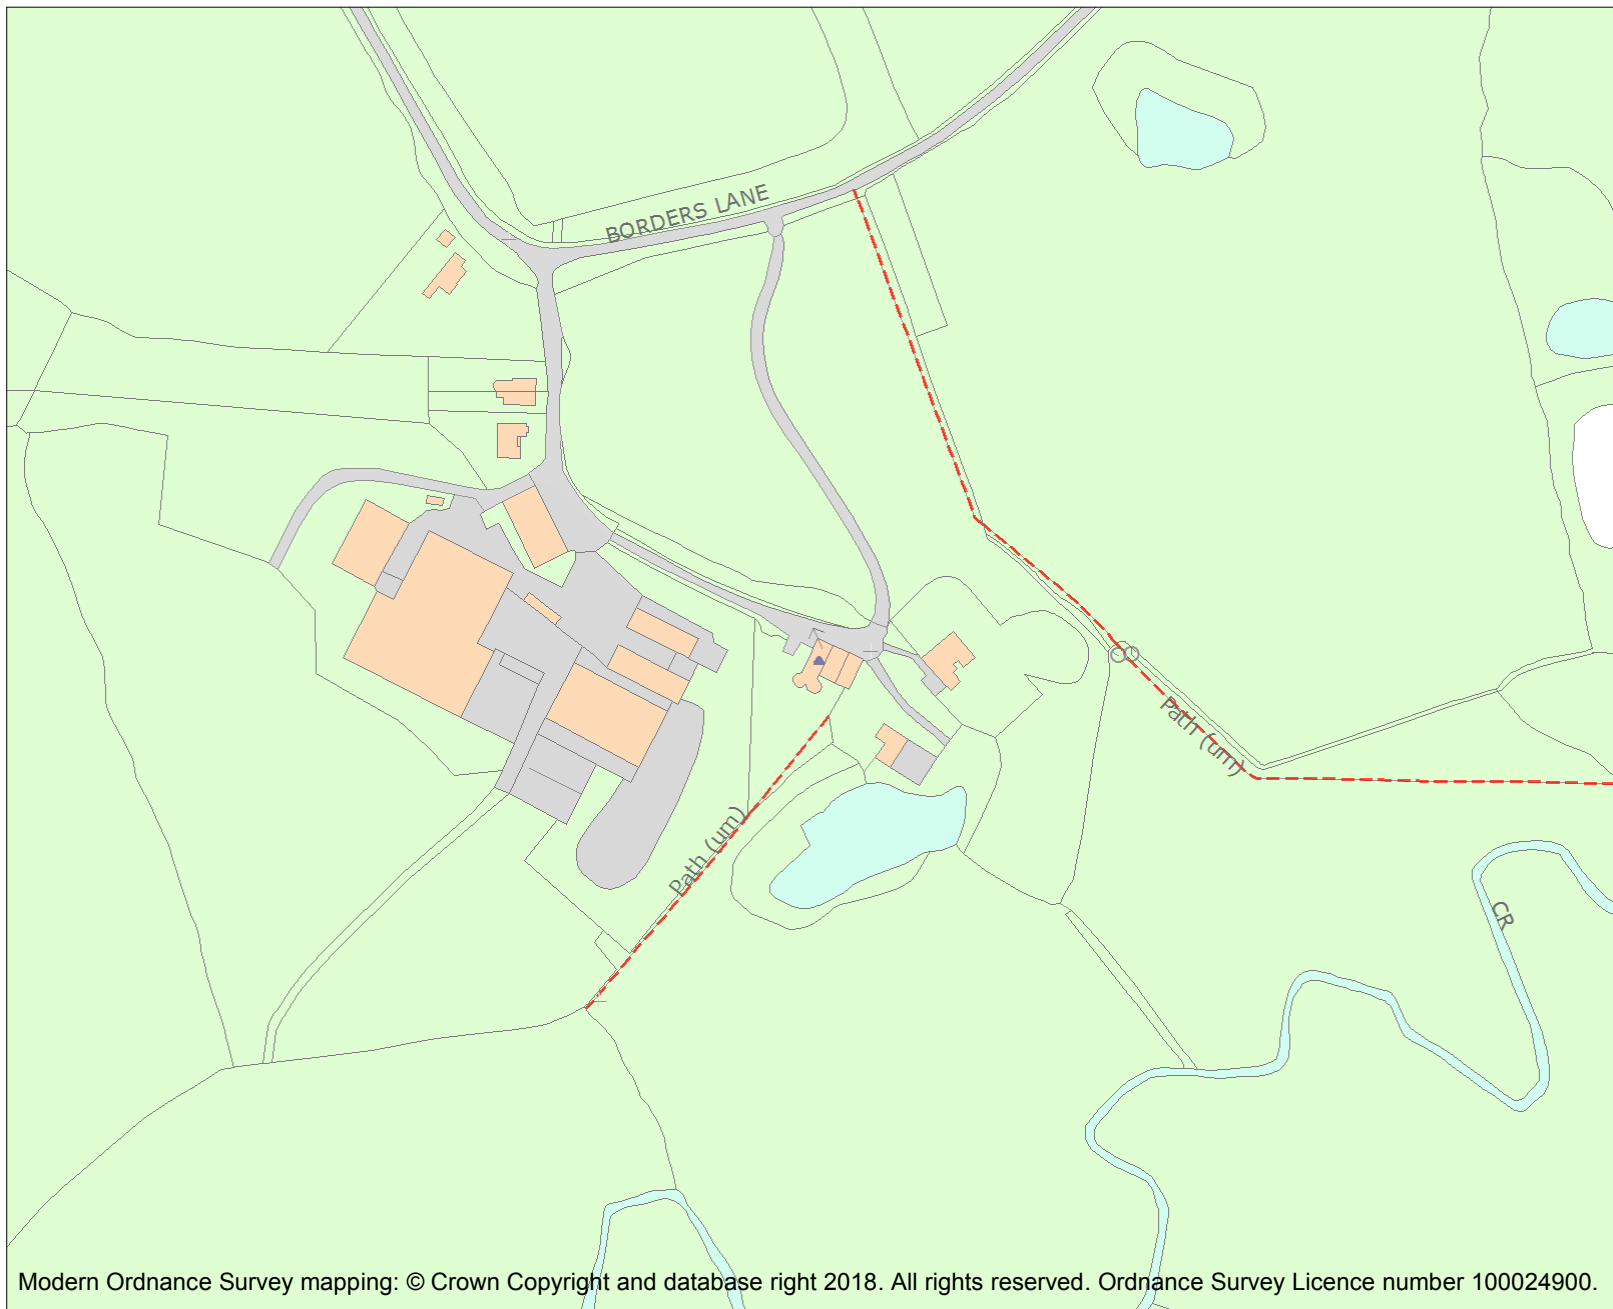 BORDERS LANE
Path (um)
Path (um)
CR
Modern Ordnance Survey mapping: © Crown Copyright and database right 2018. All rights reserved. Ordnance Survey Licence number 100024900.